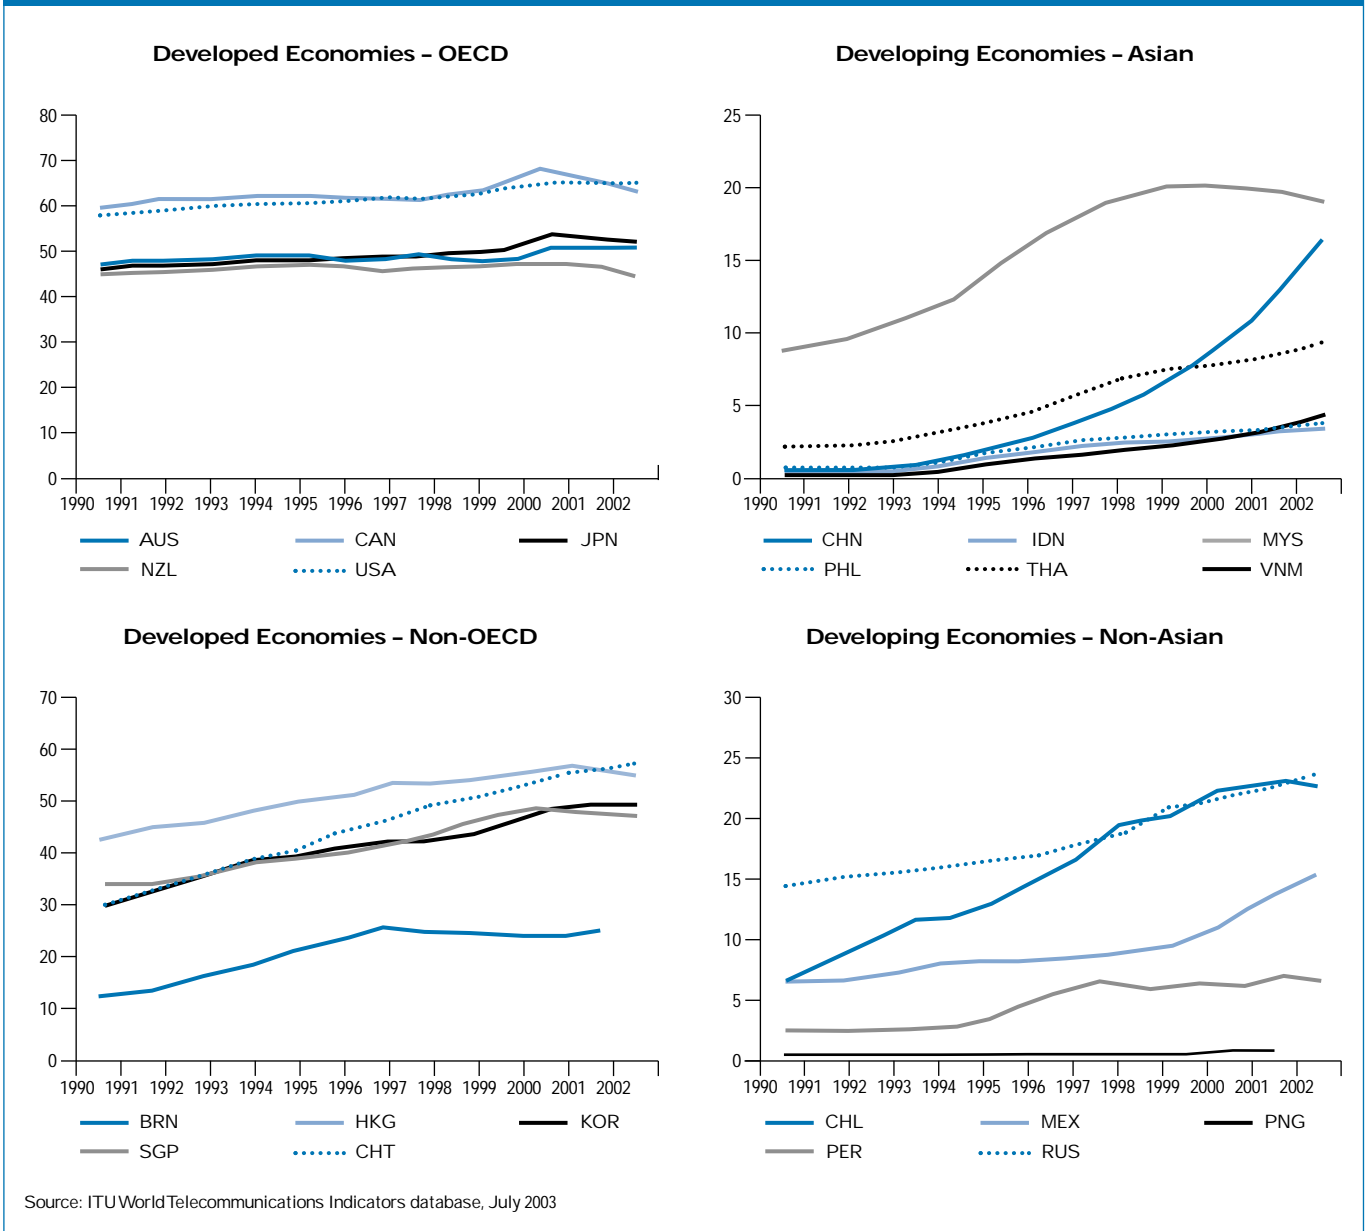 Developed Economies – OECD
80
70
60
50
40
30
20
10
0
1990 1991 1992 1993 1994 1995 1996 1997 1998 1999 2000 2001 2002
AUS CAN JPN
NZL USA
Developing Economies – Asian
25
20
15
10
5
0
1990 1991 1992 1993 1994 1995 1996 1997 1998 1999 2000 2001 2002
CHN IDN MYS
PHL THA VNM
Developed Economies – Non-OECD
70
60
50
40
30
20
10
0
1990 1991 1992 1993 1994 1995 1996 1997 1998 1999 2000 2001 2002
BRN HKG KOR
SGP CHT
Developing Economies – Non-Asian
30
25
20
15
10
5
0
1990 1991 1992 1993 1994 1995 1996 1997 1998 1999 2000 2001 2002
CHL MEX PNG
PER RUS
Source: ITU World Telecommunications Indicators database, July 2003